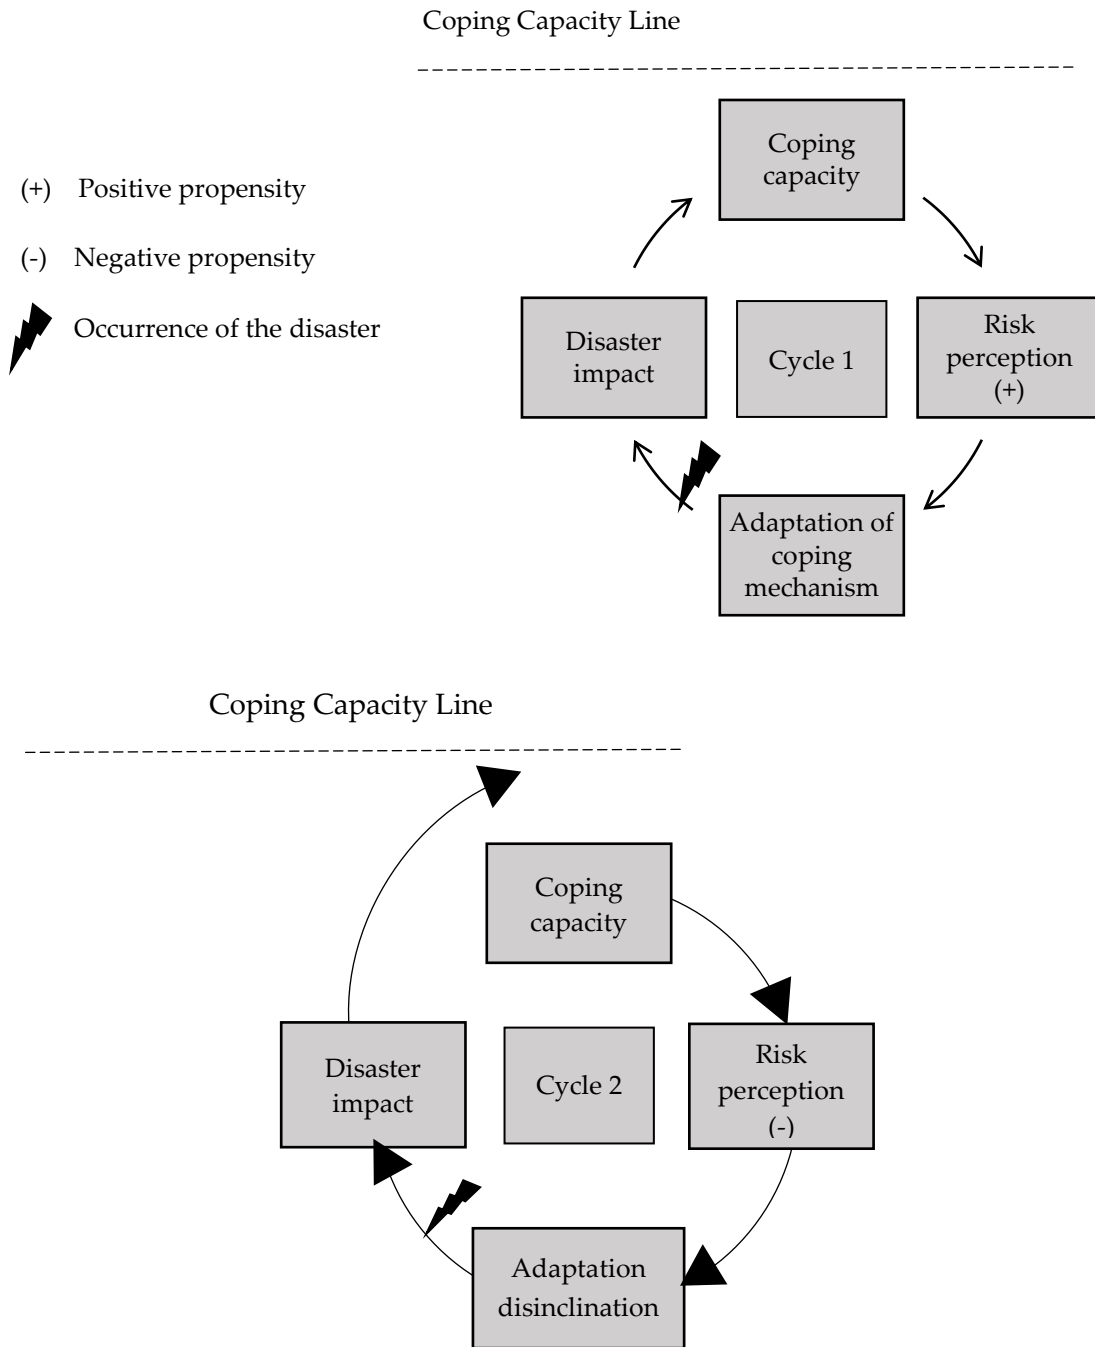 Coping Capacity Line
Coping
capacity
(+) Positive propensity
(-) Negative propensity
Occurrence of the disaster
Disaster
impact
Cycle 1
Risk
perception
(+)
Adaptation of
coping
mechanism
Coping Capacity Line
Coping
capacity
Disaster
impact
Cycle 2
Risk
perception
(-)
Adaptation
disinclination